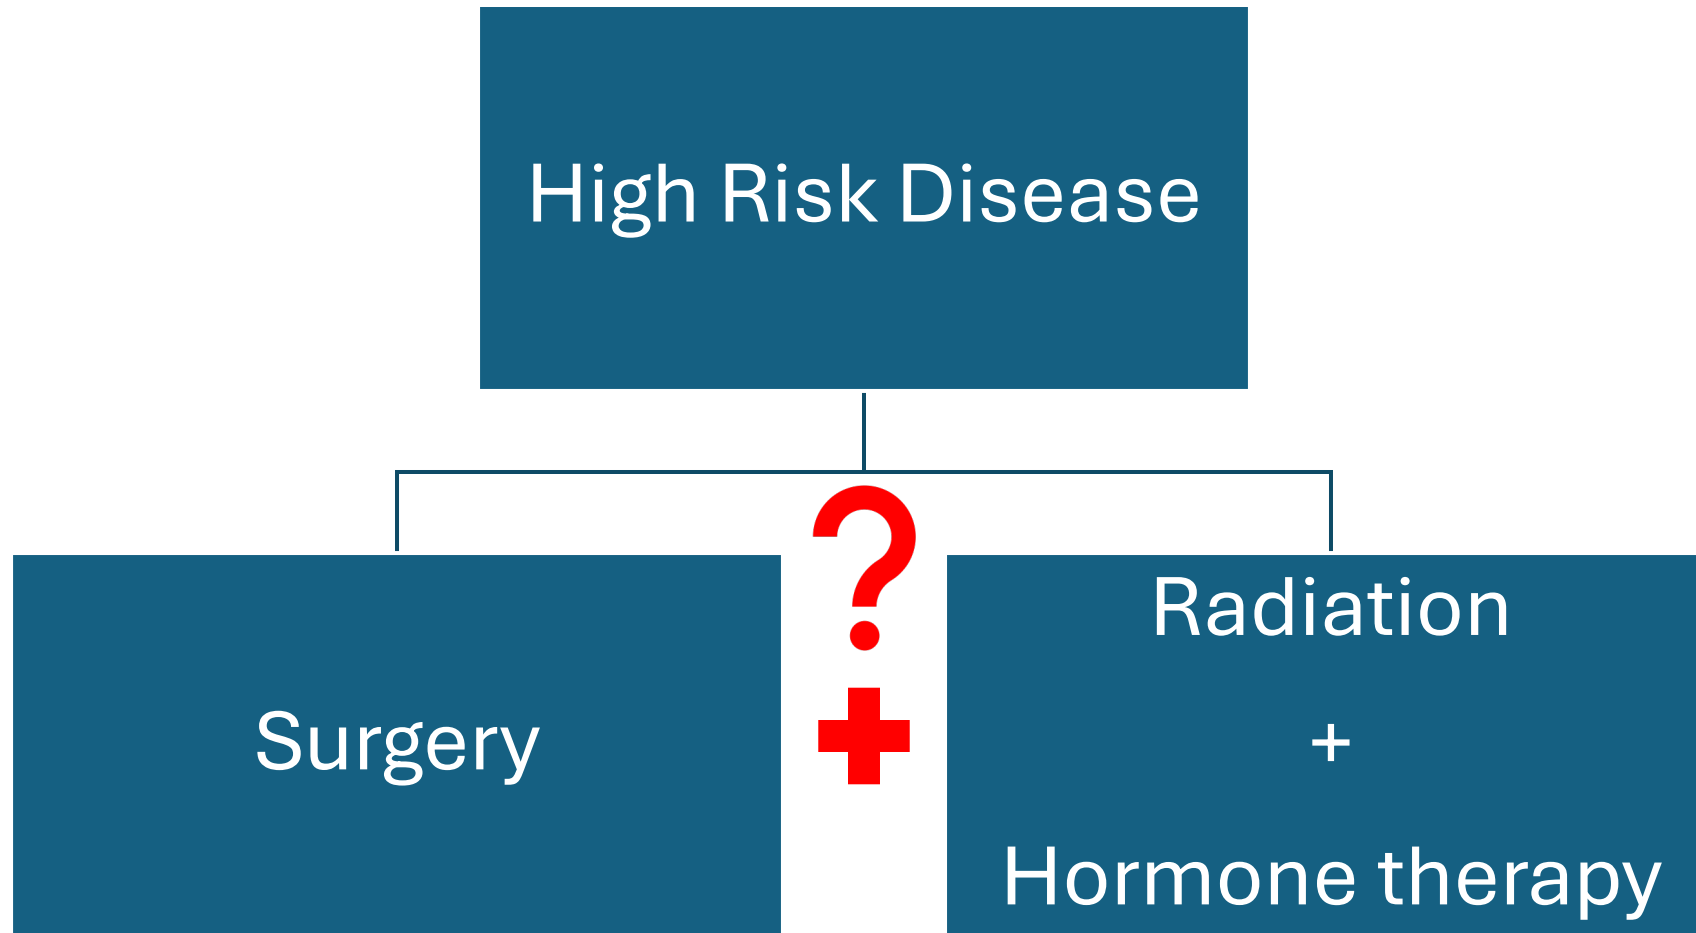 High Risk Disease
?
+
Surgery
Radiation
+
Hormone therapy